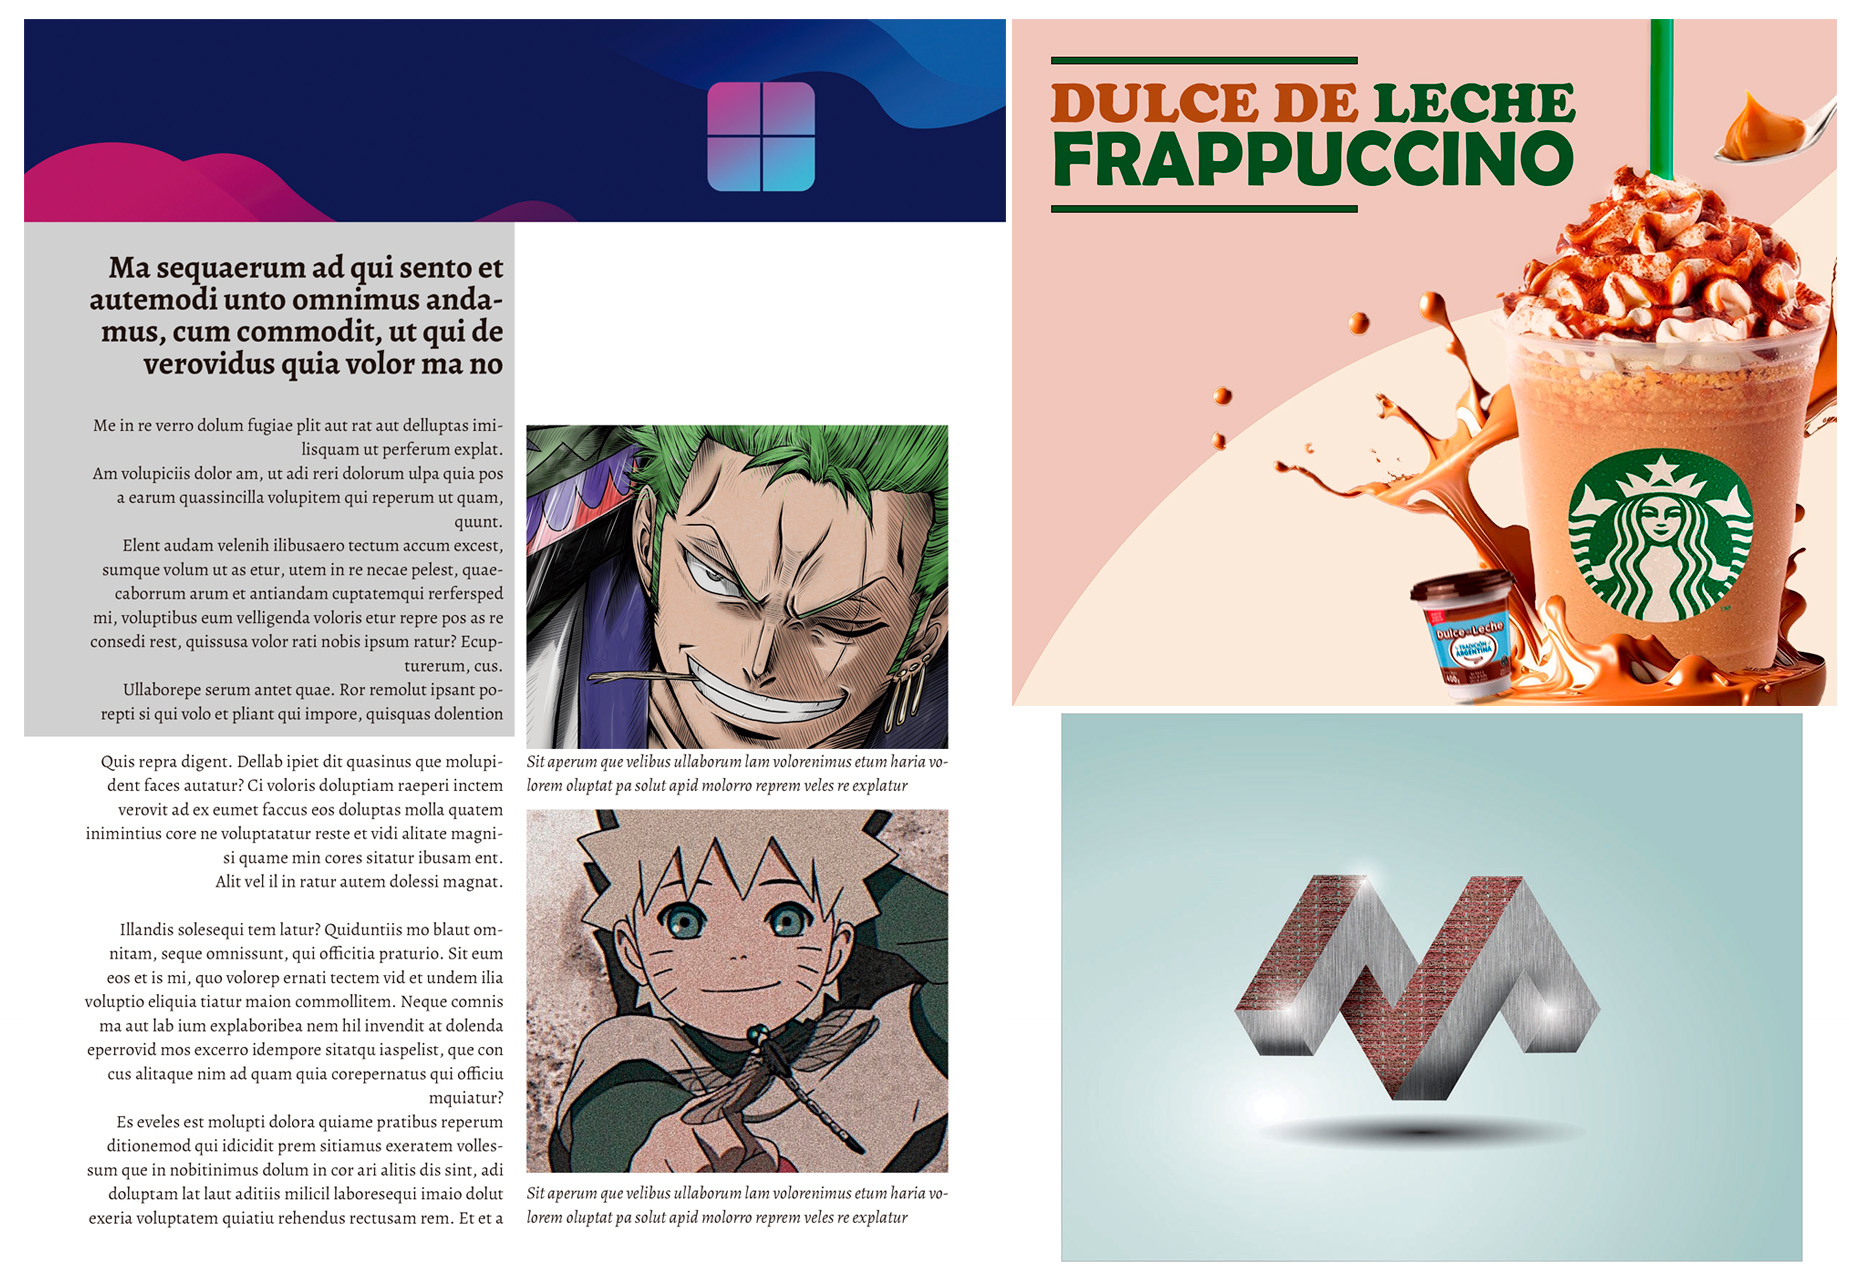 Ma sequaerum ad qui sento et
autemodi unto omnimus anda-
mus, cum commodit, ut qui de
verovidus quia volor ma no
Me in re verro dolum fugiae plit aut rat aut delluptas imi-
lisquam ut perferum explat.
Am volupiciis dolor am, ut adi reri dolorum ulpa quia pos
a earum quassincilla volupitem qui reperum ut quam,
quunt.
Elent audam velenih ilibusaero tectum accum excest,
sumque volum ut as etur, utem in re necae pelest, quae-
caborrum arum et antiandam cuptatemqui rerfersped
mi, voluptibus eum velligenda voloris etur repre pos as re
consedi rest, quissusa volor rati nobis ipsum ratur? Ecup-
turerum, cus.
Ullaborepe serum antet quae. Ror remolut ipsant po-
repti si qui volo et pliant qui impore, quisquas dolention
Quis repra digent. Dellab ipiet dit quasinus que molupi-
dent faces autatur? Ci voloris doluptiam raeperi inctem
verovit ad ex eumet faccus eos doluptas molla quatem
inimintius core ne voluptatatur reste et vidi alitate magni-
si quame min cores sitatur ibusam ent.
Alit vel il in ratur autem dolessi magnat.
Illandis solesequi tem latur? Quiduntiis mo blaut om-
nitam, seque omnissunt, qui officitia praturio. Sit eum
eos et is mi, quo volorep ernati tectem vid et undem ilia
voluptio eliquia tiatur maion commollitem. Neque comnis
ma aut lab ium explaboribea nem hil invendit at dolenda
eperrovid mos excerro idempore sitatqu iaspelist, que con
cus alitaque nim ad quam quia corepernatus qui officiu
mquiatur?
Es eveles est molupti dolora quiame pratibus reperum
ditionemod qui idicidit prem sitiamus exeratem volles-
sum que in nobitinimus dolum in cor ari alitis dis sint, adi
doluptam lat laut aditiis milicil laboresequi imaio dolut
exeria voluptatem quiatiu rehendus rectusam rem. Et et a
Sit aperum que velibus ullaborum lam volorenimus etum haria vo-
lorem oluptat pa solut apid molorro reprem veles re explatur
Sit aperum que velibus ullaborum lam volorenimus etum haria vo-
lorem oluptat pa solut apid molorro reprem veles re explatur
DULCE DE LECHE
FRAPPUCCINO
Dulce de Leche
TRADICIÓN
ARGENTINA